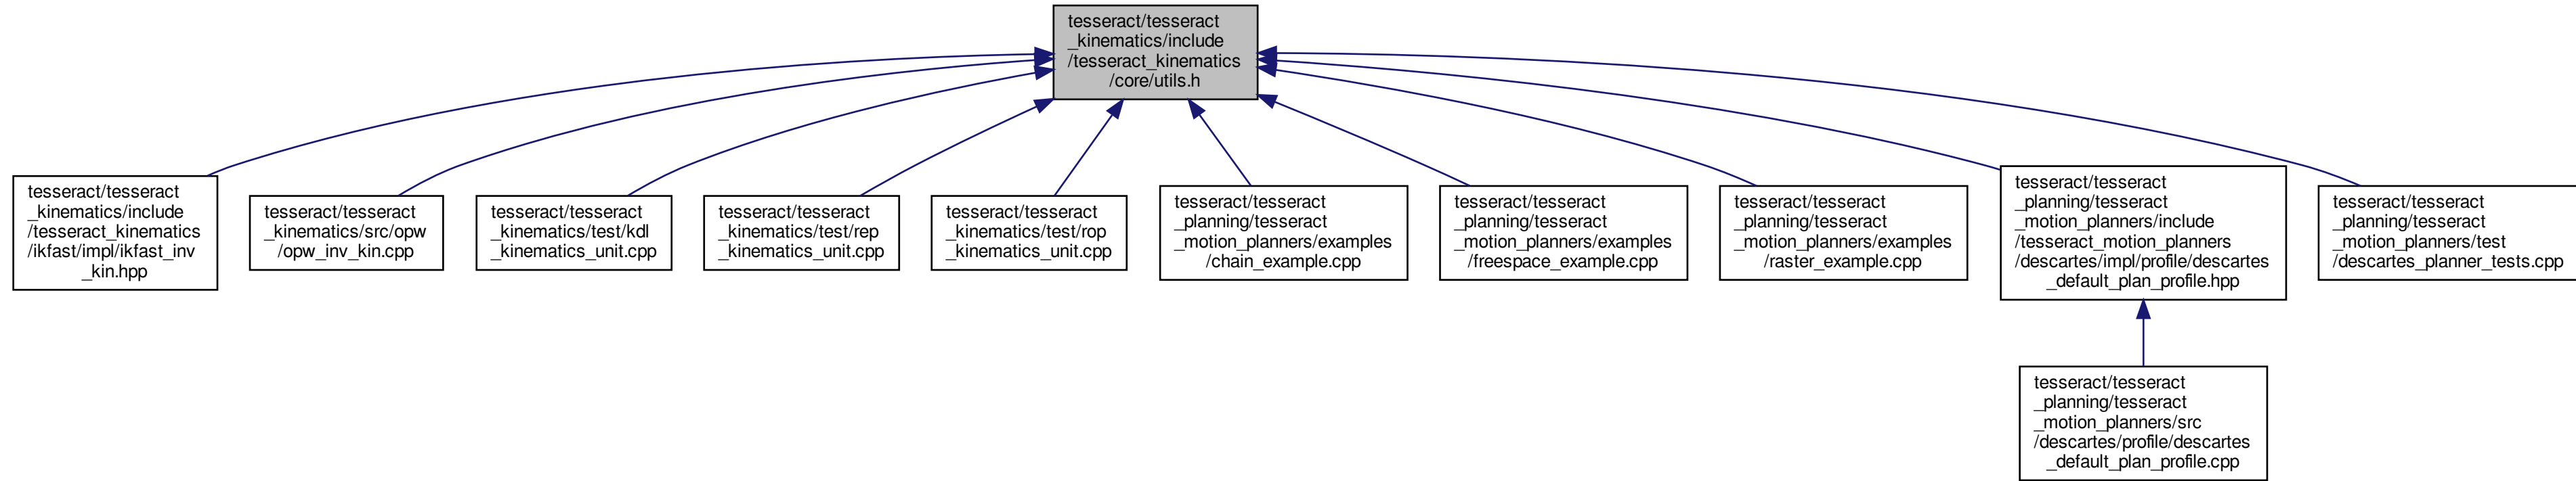 tesseract/tesseract
_kinematics/include
/tesseract_kinematics
/core/utils.h
tesseract/tesseract
_kinematics/include
/tesseract_kinematics
/ikfast/impl/ikfast_inv
_kin.hpp
tesseract/tesseract
_kinematics/src/opw
/opw_inv_kin.cpp
tesseract/tesseract
_kinematics/test/kdl
_kinematics_unit.cpp
tesseract/tesseract
_kinematics/test/rep
_kinematics_unit.cpp
tesseract/tesseract
_kinematics/test/rop
_kinematics_unit.cpp
tesseract/tesseract
_planning/tesseract
_motion_planners/examples
/chain_example.cpp
tesseract/tesseract
_planning/tesseract
_motion_planners/examples
/freespace_example.cpp
tesseract/tesseract
_planning/tesseract
_motion_planners/examples
/raster_example.cpp
tesseract/tesseract
_planning/tesseract
_motion_planners/include
/tesseract_motion_planners
/descartes/impl/profile/descartes
_default_plan_profile.hpp
tesseract/tesseract
_planning/tesseract
_motion_planners/test
/descartes_planner_tests.cpp
tesseract/tesseract
_planning/tesseract
_motion_planners/src
/descartes/profile/descartes
_default_plan_profile.cpp